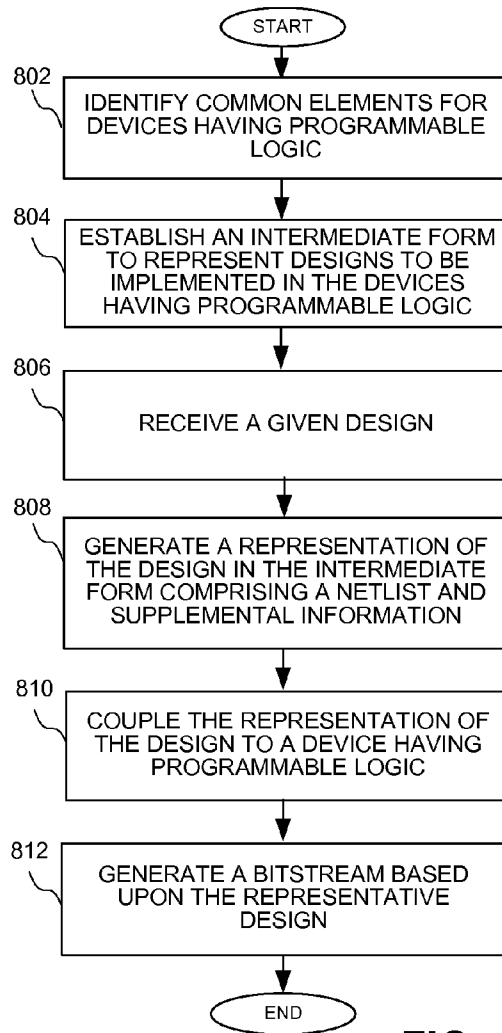 START
802
IDENTIFY COMMON ELEMENTS FOR
DEVICES HAVING PROGRAMMABLE
LOGIC
804
ESTABLISH AN INTERMEDIATE FORM
TO REPRESENT DESIGNS TO BE
IMPLEMENTED IN THE DEVICES
HAVING PROGRAMMABLE LOGIC
806
RECEIVE A GIVEN DESIGN
808
GENERATE A REPRESENTATION OF
THE DESIGN IN THE INTERMEDIATE
FORM COMPRISING A NETLIST AND
SUPPLEMENTAL INFORMATION
810
COUPLE THE REPRESENTATION OF
THE DESIGN TO A DEVICE HAVING
PROGRAMMABLE LOGIC
812
GENERATE A BITSTREAM BASED
UPON THE REPRESENTATIVE
DESIGN
END